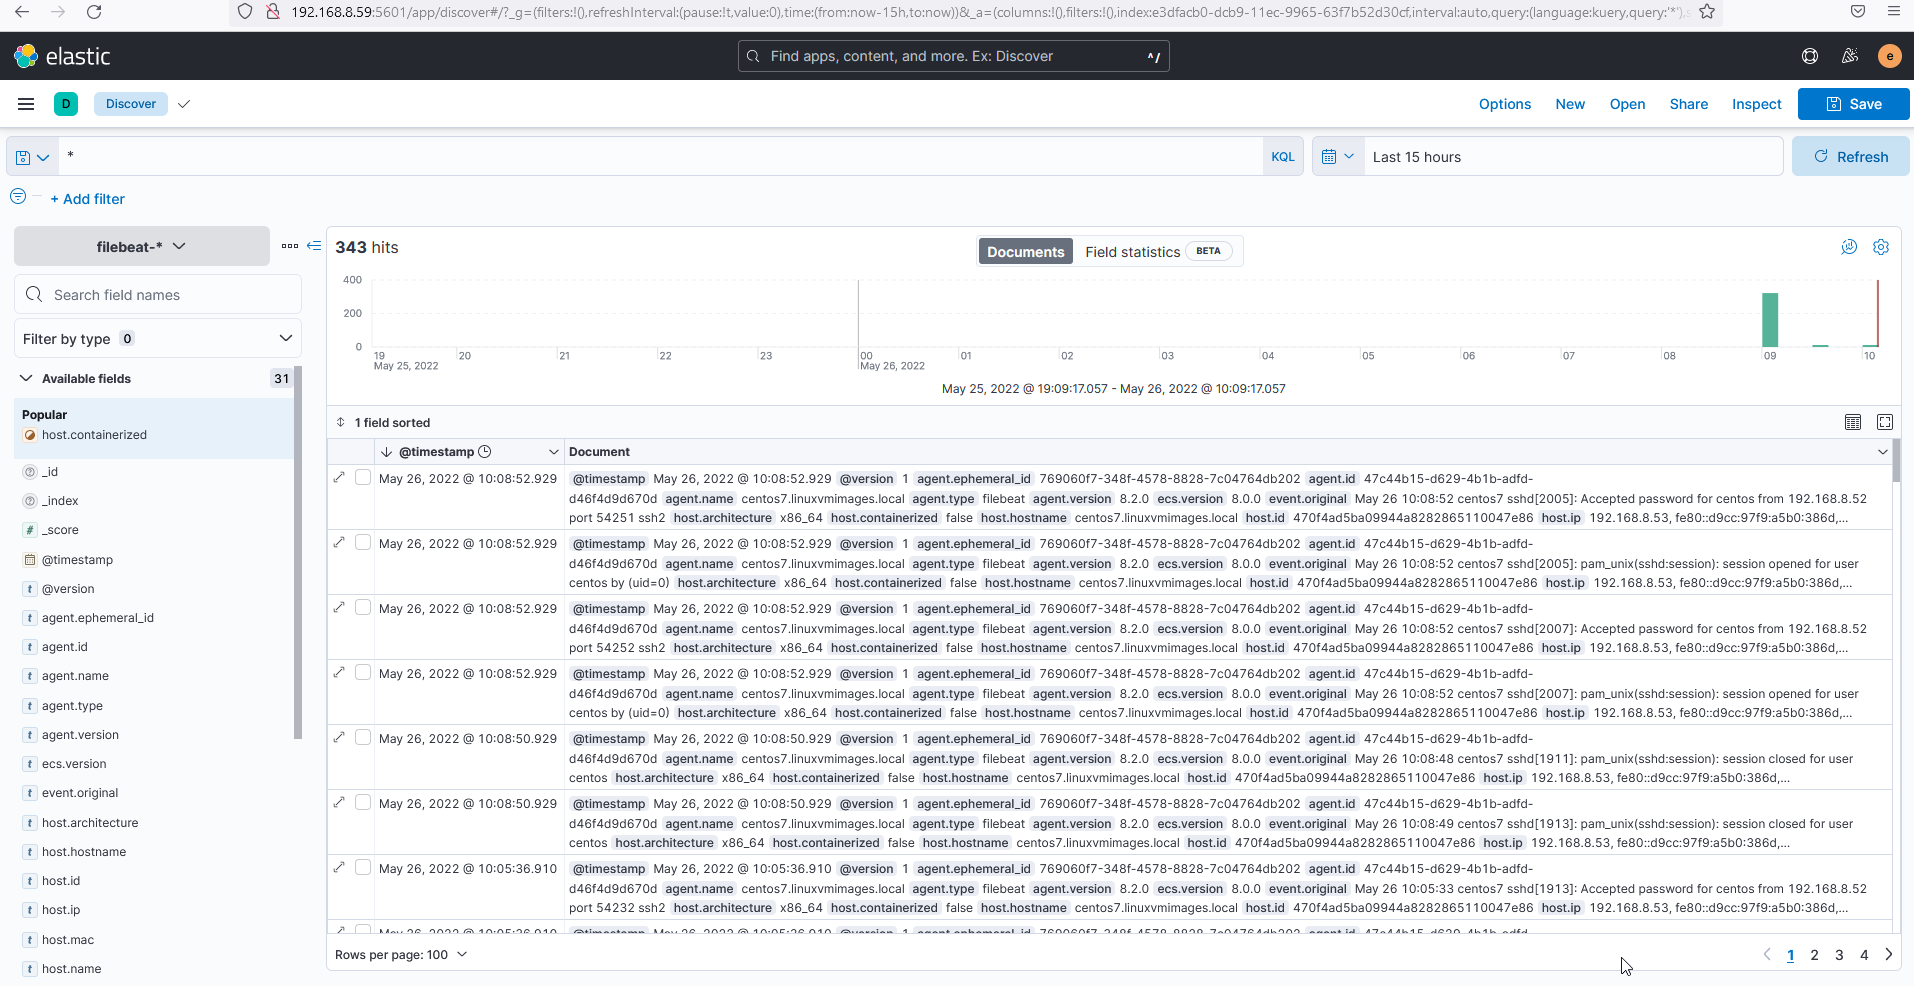 192.168.8.59:5601/app/discover#/?_g=(filters:!(),refreshInterval:(pause:!t,value:0),time:(from:now-15h,to:now))&_a=(columns:!(),filters:!(),index:e3dfacb0-dcb9-11ec-9965-63f7b52d30cf,interval:auto,query:(language:kuery,query:'*'),
elastic
Find apps, content, and more. Ex: Discover ^/
e
D Discover
Options New Open Share Inspect Save
* KQL Last 15 hours Refresh
+ Add filter
filebeat-*
Search field names
Filter by type 0
Available fields 31
Popular
host.containerized
_id
_index
_score
@timestamp
@version
agent.ephemeral_id
agent.id
agent.name
agent.type
agent.version
ecs.version
event.original
host.architecture
host.hostname
host.id
host.ip
host.mac
host.name
343 hits
Documents Field statistics BETA
400
200
0
19 20 21 22 23 00 01 02 03 04 05 06 07 08 09 10
May 25, 2022 May 26, 2022
May 25, 2022 @ 19:09:17.057 - May 26, 2022 @ 10:09:17.057
1 field sorted
@timestamp Document
May 26, 2022 @ 10:08:52.929 @timestamp May 26, 2022 @ 10:08:52.929 @version 1 agent.ephemeral_id 769060f7-348f-4578-8828-7c04764db202 agent.id 47c44b15-d629-4b1b-adfd-
d46f4d9d670d agent.name centos7.linuxvmimages.local agent.type filebeat agent.version 8.2.0 ecs.version 8.0.0 event.original May 26 10:08:52 centos7 sshd[2005]: Accepted password for centos from 192.168.8.52
port 54251 ssh2 host.architecture x86_64 host.containerized false host.hostname centos7.linuxvmimages.local host.id 470f4ad5ba09944a8282865110047e86 host.ip 192.168.8.53, fe80::d9cc:97f9:a5b0:386d,...
May 26, 2022 @ 10:08:52.929 @timestamp May 26, 2022 @ 10:08:52.929 @version 1 agent.ephemeral_id 769060f7-348f-4578-8828-7c04764db202 agent.id 47c44b15-d629-4b1b-adfd-
d46f4d9d670d agent.name centos7.linuxvmimages.local agent.type filebeat agent.version 8.2.0 ecs.version 8.0.0 event.original May 26 10:08:52 centos7 sshd[2005]: pam_unix(sshd:session): session opened for user
centos by (uid=0) host.architecture x86_64 host.containerized false host.hostname centos7.linuxvmimages.local host.id 470f4ad5ba09944a8282865110047e86 host.ip 192.168.8.53, fe80::d9cc:97f9:a5b0:386d,...
May 26, 2022 @ 10:08:52.929 @timestamp May 26, 2022 @ 10:08:52.929 @version 1 agent.ephemeral_id 769060f7-348f-4578-8828-7c04764db202 agent.id 47c44b15-d629-4b1b-adfd-
d46f4d9d670d agent.name centos7.linuxvmimages.local agent.type filebeat agent.version 8.2.0 ecs.version 8.0.0 event.original May 26 10:08:52 centos7 sshd[2007]: Accepted password for centos from 192.168.8.52
port 54252 ssh2 host.architecture x86_64 host.containerized false host.hostname centos7.linuxvmimages.local host.id 470f4ad5ba09944a8282865110047e86 host.ip 192.168.8.53, fe80::d9cc:97f9:a5b0:386d,...
May 26, 2022 @ 10:08:52.929 @timestamp May 26, 2022 @ 10:08:52.929 @version 1 agent.ephemeral_id 769060f7-348f-4578-8828-7c04764db202 agent.id 47c44b15-d629-4b1b-adfd-
d46f4d9d670d agent.name centos7.linuxvmimages.local agent.type filebeat agent.version 8.2.0 ecs.version 8.0.0 event.original May 26 10:08:52 centos7 sshd[2007]: pam_unix(sshd:session): session opened for user
centos by (uid=0) host.architecture x86_64 host.containerized false host.hostname centos7.linuxvmimages.local host.id 470f4ad5ba09944a8282865110047e86 host.ip 192.168.8.53, fe80::d9cc:97f9:a5b0:386d,...
May 26, 2022 @ 10:08:50.929 @timestamp May 26, 2022 @ 10:08:50.929 @version 1 agent.ephemeral_id 769060f7-348f-4578-8828-7c04764db202 agent.id 47c44b15-d629-4b1b-adfd-
d46f4d9d670d agent.name centos7.linuxvmimages.local agent.type filebeat agent.version 8.2.0 ecs.version 8.0.0 event.original May 26 10:08:48 centos7 sshd[1911]: pam_unix(sshd:session): session closed for user
centos host.architecture x86_64 host.containerized false host.hostname centos7.linuxvmimages.local host.id 470f4ad5ba09944a8282865110047e86 host.ip 192.168.8.53, fe80::d9cc:97f9:a5b0:386d,...
May 26, 2022 @ 10:08:50.929 @timestamp May 26, 2022 @ 10:08:50.929 @version 1 agent.ephemeral_id 769060f7-348f-4578-8828-7c04764db202 agent.id 47c44b15-d629-4b1b-adfd-
d46f4d9d670d agent.name centos7.linuxvmimages.local agent.type filebeat agent.version 8.2.0 ecs.version 8.0.0 event.original May 26 10:08:49 centos7 sshd[1913]: pam_unix(sshd:session): session closed for user
centos host.architecture x86_64 host.containerized false host.hostname centos7.linuxvmimages.local host.id 470f4ad5ba09944a8282865110047e86 host.ip 192.168.8.53, fe80::d9cc:97f9:a5b0:386d,...
May 26, 2022 @ 10:05:36.910 @timestamp May 26, 2022 @ 10:05:36.910 @version 1 agent.ephemeral_id 769060f7-348f-4578-8828-7c04764db202 agent.id 47c44b15-d629-4b1b-adfd-
d46f4d9d670d agent.name centos7.linuxvmimages.local agent.type filebeat agent.version 8.2.0 ecs.version 8.0.0 event.original May 26 10:05:33 centos7 sshd[1913]: Accepted password for centos from 192.168.8.52
port 54232 ssh2 host.architecture x86_64 host.containerized false host.hostname centos7.linuxvmimages.local host.id 470f4ad5ba09944a8282865110047e86 host.ip 192.168.8.53, fe80::d9cc:97f9:a5b0:386d,...
May 26, 2022 @ 10:05:36.910 @timestamp May 26, 2022 @ 10:05:36.910 @version 1 agent.ephemeral_id 769060f7-348f-4578-8828-7c04764db202 agent.id 47c44b15-d629-4b1b-adfd-
Rows per page: 100
1 2 3 4